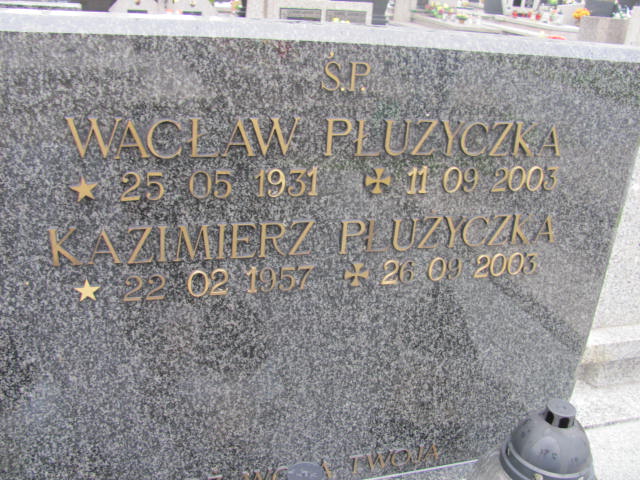 Ś.P.
WACŁAW PŁUZYCZKA
25 05 1931 11 09 2003
KAZIMIERZ PŁUZYCZKA
22 02 1957 26 09 2003
TWOJA